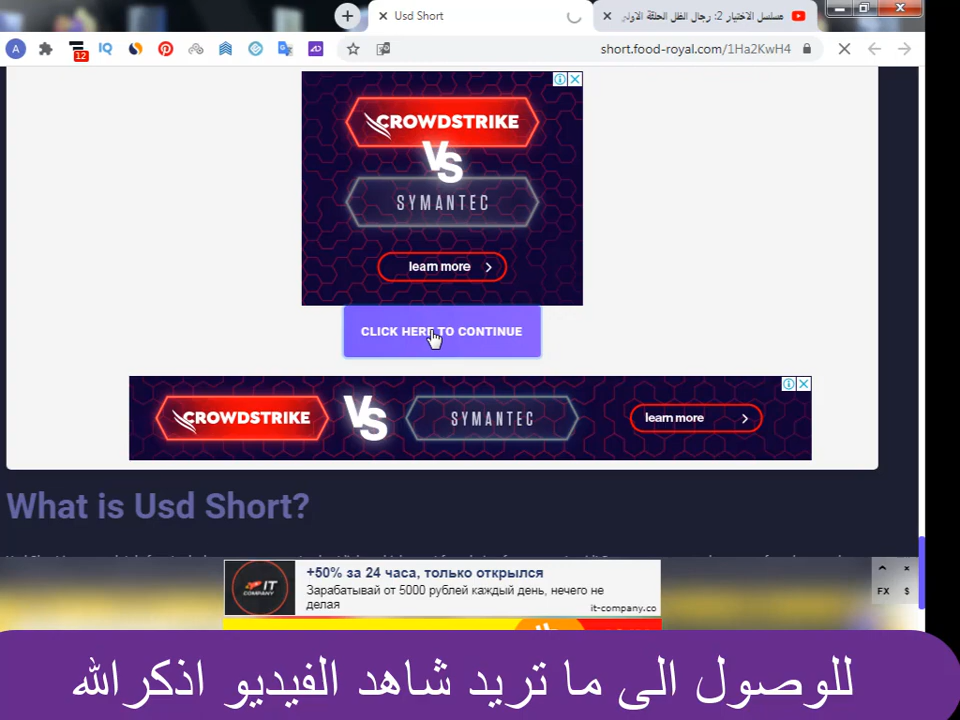 Usd Short
مسلسل الاختيار 2: رجال الظل الحلقة الاولى
A
12
IQ
short.food-royal.com/1Ha2KwH4
CROWDSTRIKE
VS
SYMANTEC
learn more
CLICK HERE TO CONTINUE
CROWDSTRIKE VS SYMANTEC learn more
What is Usd Short?
IT COMPANY
+50% за 24 часа, только открылся
Зарабатывай от 5000 рублей каждый день, нечего не
делая
it-company.co
FX $
للوصول الى ما تريد شاهد الفيديو اذكرالله